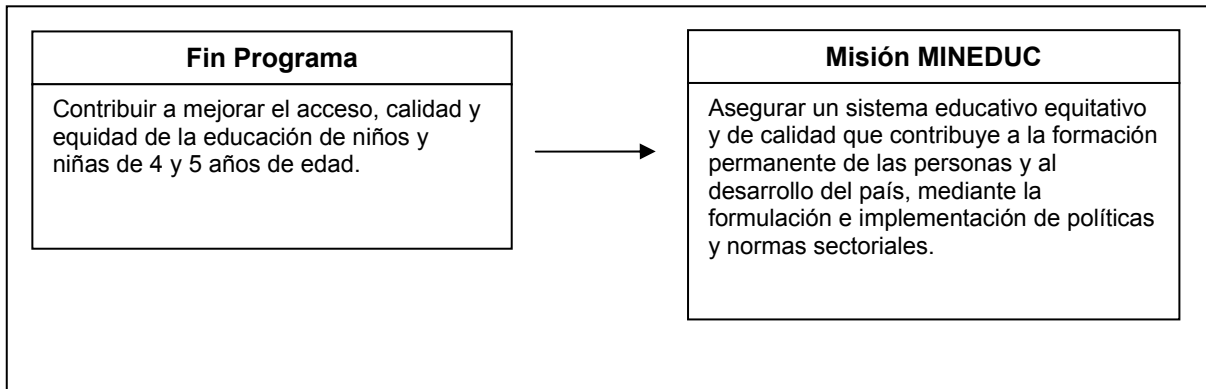 Fin Programa
Contribuir a mejorar el acceso, calidad y
equidad de la educación de niños y
niñas de 4 y 5 años de edad.
Misión MINEDUC
Asegurar un sistema educativo equitativo
y de calidad que contribuye a la formación
permanente de las personas y al
desarrollo del país, mediante la
formulación e implementación de políticas
y normas sectoriales.